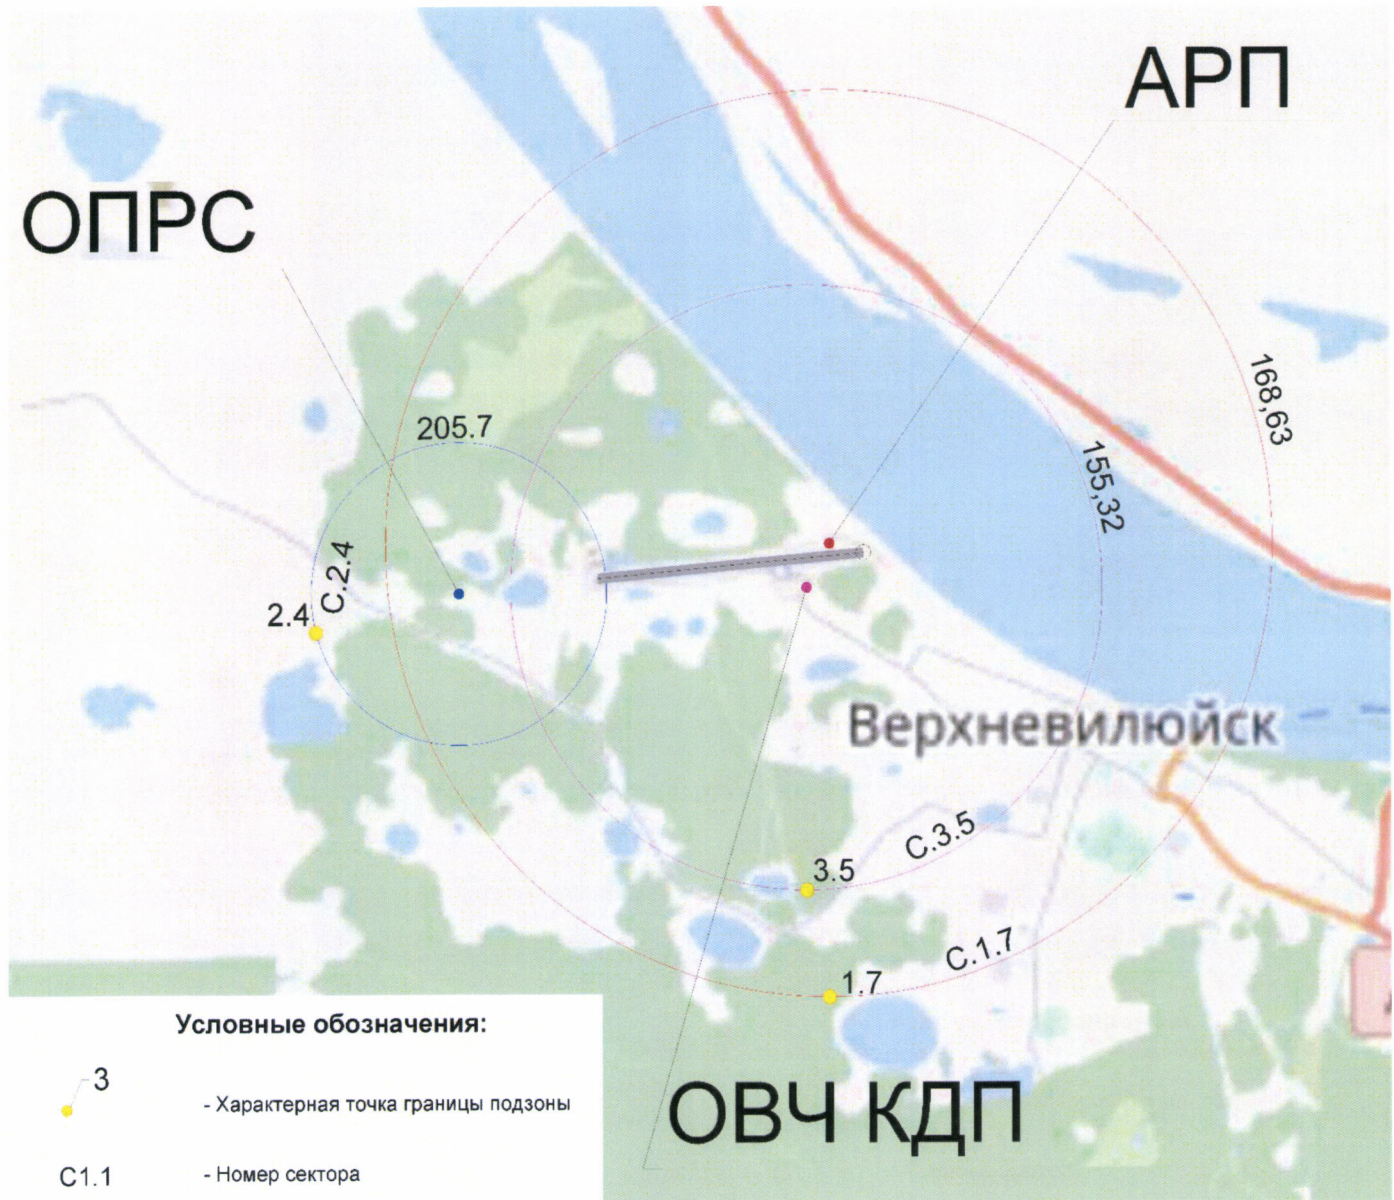 АРП
ОПРС
168,63
205.7
155,32
С.2.4
2.4
Верхневилюйск
С.3.5
3.5
С.1.7
1.7
Условные обозначения:
3
- Характерная точка границы подзоны
ОВЧ КДП
С1.1
- Номер сектора